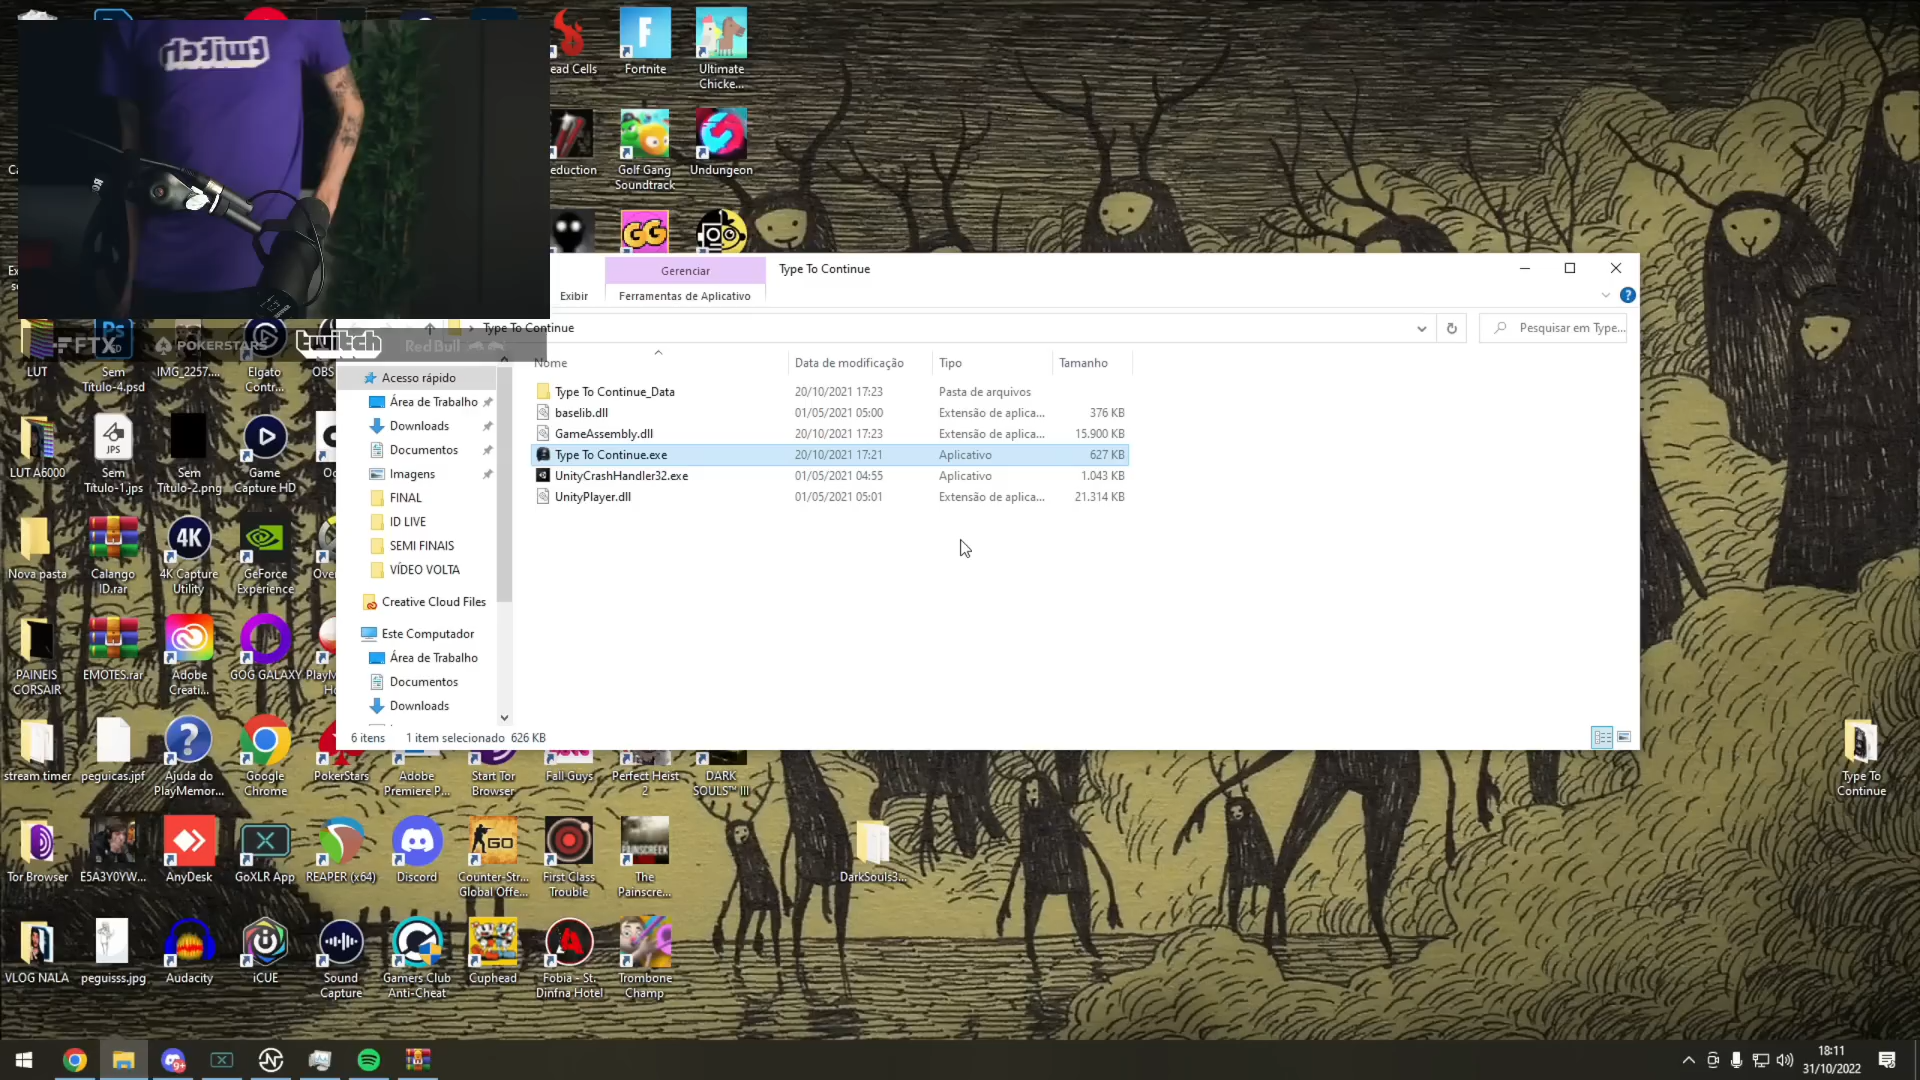 twitch
ead Cells
Fortnite
Ultimate
Chicke...
eduction
Golf Gang
Soundtrack
Undungeon
GG
Gerenciar
Type To Continue
Exibir
Ferramentas de Aplicativo
Type To Continue
Pesquisar em Type...
FTX
POKERSTARS
twitch
Red Bull
Nome
Data de modificação
Tipo
Tamanho
Type To Continue_Data
20/10/2021 17:23
Pasta de arquivos
baselib.dll
01/05/2021 05:00
Extensão de aplica...
376 KB
GameAssembly.dll
20/10/2021 17:23
Extensão de aplica...
15.900 KB
Type To Continue.exe
20/10/2021 17:21
Aplicativo
627 KB
UnityCrashHandler32.exe
01/05/2021 04:55
Aplicativo
1.043 KB
UnityPlayer.dll
01/05/2021 05:01
Extensão de aplica...
21.314 KB
Acesso rápido
Área de Trabalho
Downloads
Documentos
Imagens
FINAL
ID LIVE
SEMI FINAIS
VÍDEO VOLTA
Creative Cloud Files
Este Computador
Área de Trabalho
Documentos
Downloads
6 itens
1 item selecionado
626 KB
LUT
Sem
Título-4.psd
IMG_2257....
Elgato
Contr...
OBS
LUT A6000
JPS
Sem
Título-1.jps
Sem
Título-2.png
Game
Capture HD
Nova pasta
Calango
ID.rar
4K
4K Capture
Utility
GeForce
Experience
PAINEIS
CORSAIR
EMOTES.rar
Adobe
Creati...
GOG GALAXY
stream timer
peguicas.jpf
Ajuda do
PlayMemor...
Google
Chrome
PokerStars
Adobe
Premiere P...
Start Tor
Browser
Fall Guys
Perfect Heist
2
DARK
SOULS™ III
Type To
Continue
Tor Browser
E5A3Y0YW...
AnyDesk
GoXLR App
REAPER (x64)
Discord
GO
Counter-Str...
Global Offe...
First Class
Trouble
The
Painscre...
DarkSouls3...
VLOG NALA
peguisss.jpg
Audacity
iCUE
Sound
Capture
Gamers Club
Anti-Cheat
Cuphead
Fobia - St.
Dinfna Hotel
Trombone
Champ
9+
18:11
31/10/2022